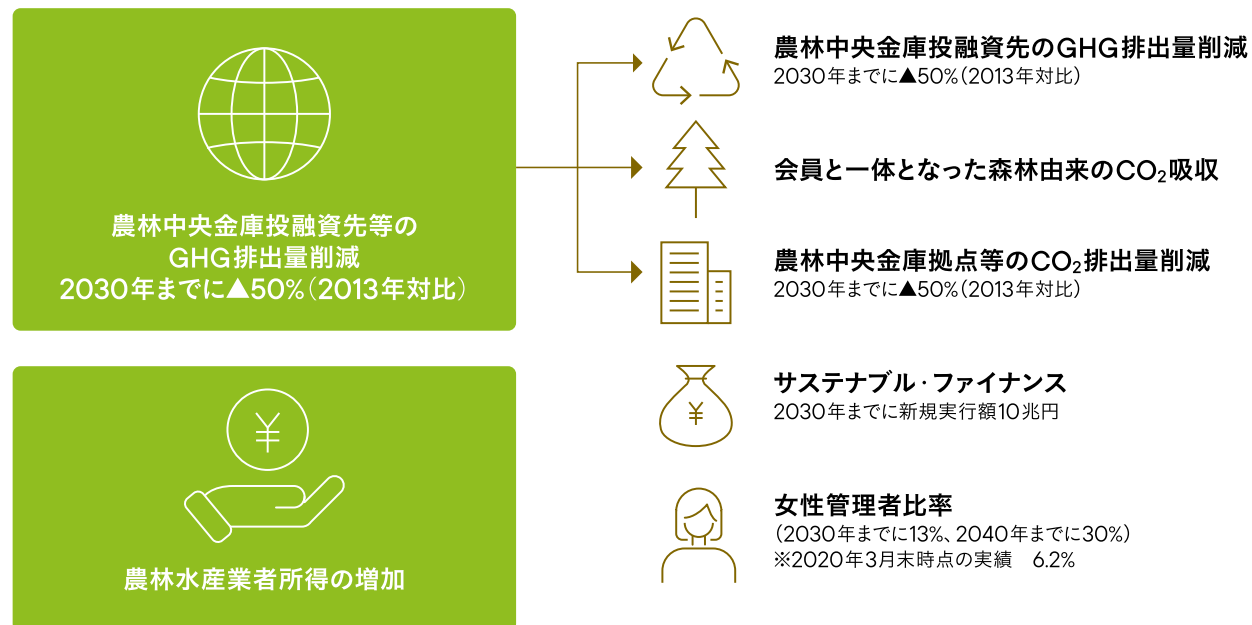 農林中央金庫投融資先等の
GHG排出量削減
2030年までに▲50%（2013年対比）
農林中央金庫投融資先のGHG排出量削減
2030年までに▲50%（2013年対比）
会員と一体となった森林由来のCO₂吸収
農林中央金庫拠点等のCO₂排出量削減
2030年までに▲50%（2013年対比）
¥
農林水産業者所得の増加
¥
サステナブル・ファイナンス
2030年までに新規実行額10兆円
女性管理者比率
（2030年までに13%、2040年までに30%）
※2020年3月末時点の実績　6.2%